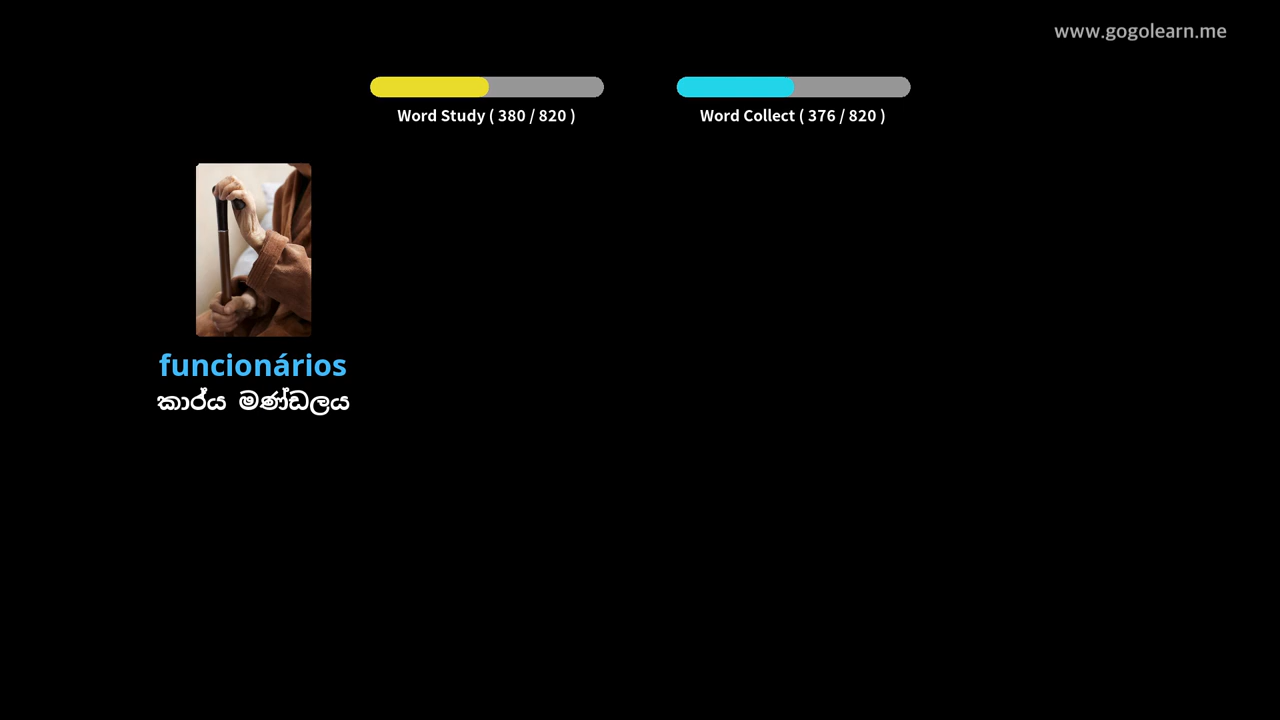 www.gogolearn.me
Word Study ( 380 / 820 )
Word Collect ( 376 / 820 )
funcionários
කාර්ය මණ්ඩලය